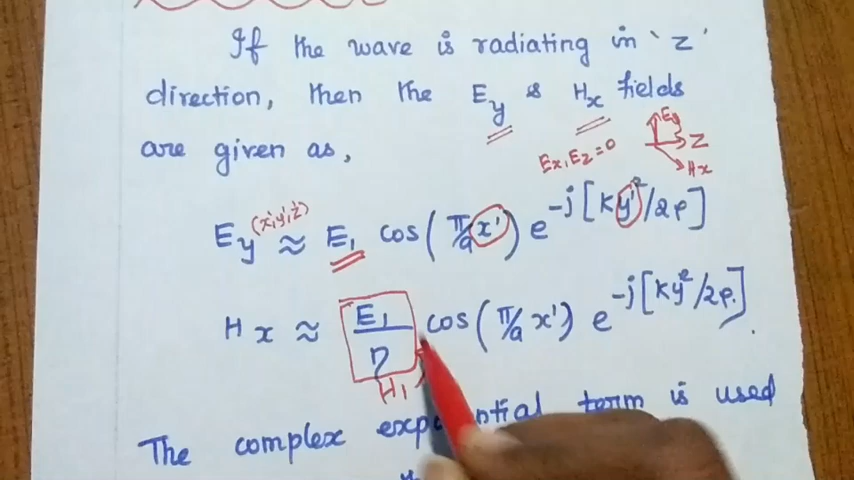 If the wave is radiating in 'z'
direction, then the Ey & Hx fields
are given as,
Ex, Ez = 0
Ey
Z
Hx
Ey (x', y', z') ≈ E1 cos(π/a x') e^-j[Ky'²/2ρ]
Hx ≈ E1/η cos(π/a x') e^-j[Ky'²/2ρ].
H1
The complex exponential term is used